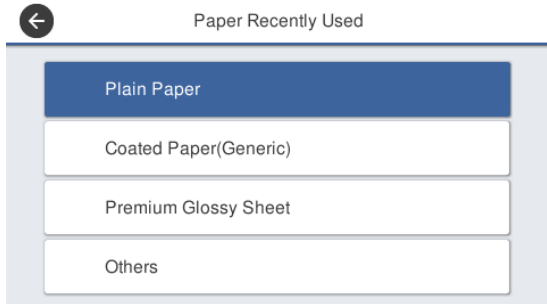 Paper Recently Used
Plain Paper
Coated Paper(Generic)
Premium Glossy Sheet
Others